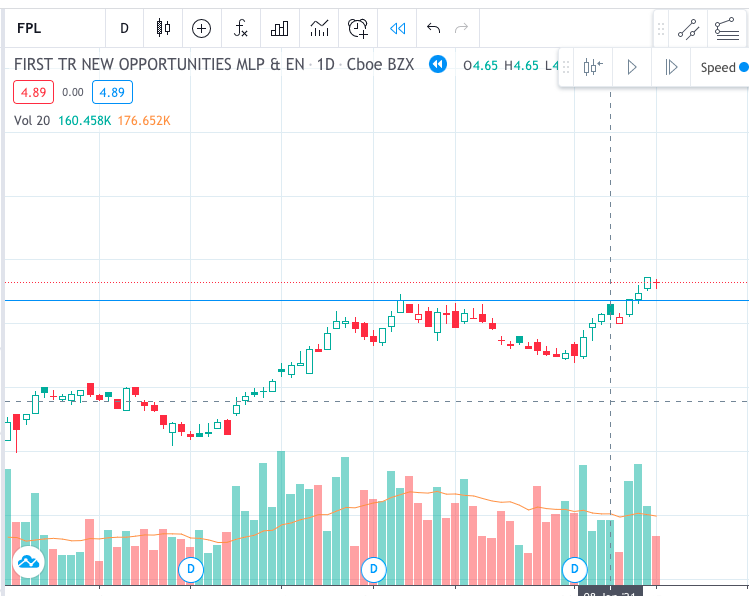 FPL D fx
Speed
FIRST TR NEW OPPORTUNITIES MLP & EN · 1D · Cboe BZX O4.65 H4.65 L4
4.89 0.00 4.89
Vol 20 160.458K 176.652K
D D D